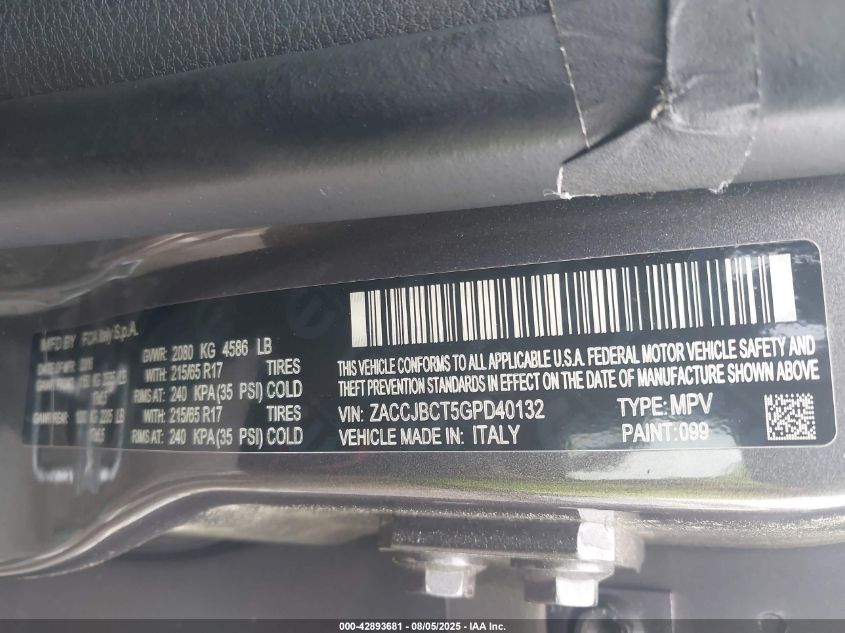 MFD BY FCA Italy S.p.A.
GVWR: 2080 KG 4586 LB
WITH: 215/65 R17 TIRES
RIMS AT: 240 KPA(35 PSI) COLD
WITH: 215/65 R17 TIRES
RIMS AT: 240 KPA(35 PSI) COLD
THIS VEHICLE CONFORMS TO ALL APPLICABLE U.S.A. FEDERAL MOTOR VEHICLE SAFETY AND
THEFT PREVENTION STANDARDS IN EFFECT ON THE DATE OF MANUFACTURE SHOWN ABOVE
VIN: ZACCJBCT5GPD40132 TYPE: MPV
VEHICLE MADE IN: ITALY PAINT: 099
000-42893681 - 08/05/2025 - IAA Inc.